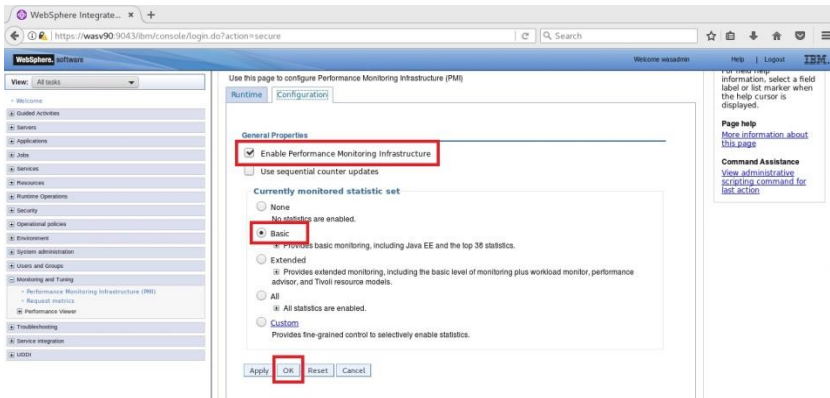 WebSphere Integrate... × +
https://wasv90:9043/ibm/console/login.do?action=secure
Search
WebSphere. software
Welcome wasadmin
Help | Logout
IBM.
View: All tasks
Welcome
Guided Activities
Servers
Applications
Jobs
Services
Resources
Runtime Operations
Security
Operational policies
Environment
System administration
Users and Groups
Monitoring and Tuning
Performance Monitoring Infrastructure (PMI)
Request metrics
Performance Viewer
Troubleshooting
Service integration
UDDI
Use this page to configure Performance Monitoring Infrastructure (PMI)
Runtime Configuration
General Properties
Enable Performance Monitoring Infrastructure
Use sequential counter updates
Currently monitored statistic set
None
No statistics are enabled.
Basic
Provides basic monitoring, including Java EE and the top 38 statistics.
Extended
Provides extended monitoring, including the basic level of monitoring plus workload monitor, performance
advisor, and Tivoli resource models.
All
All statistics are enabled.
Custom
Provides fine-grained control to selectively enable statistics.
Apply OK Reset Cancel
For field help
information, select a field
label or list marker when
the help cursor is
displayed.
Page help
More information about
this page
Command Assistance
View administrative
scripting command for
last action